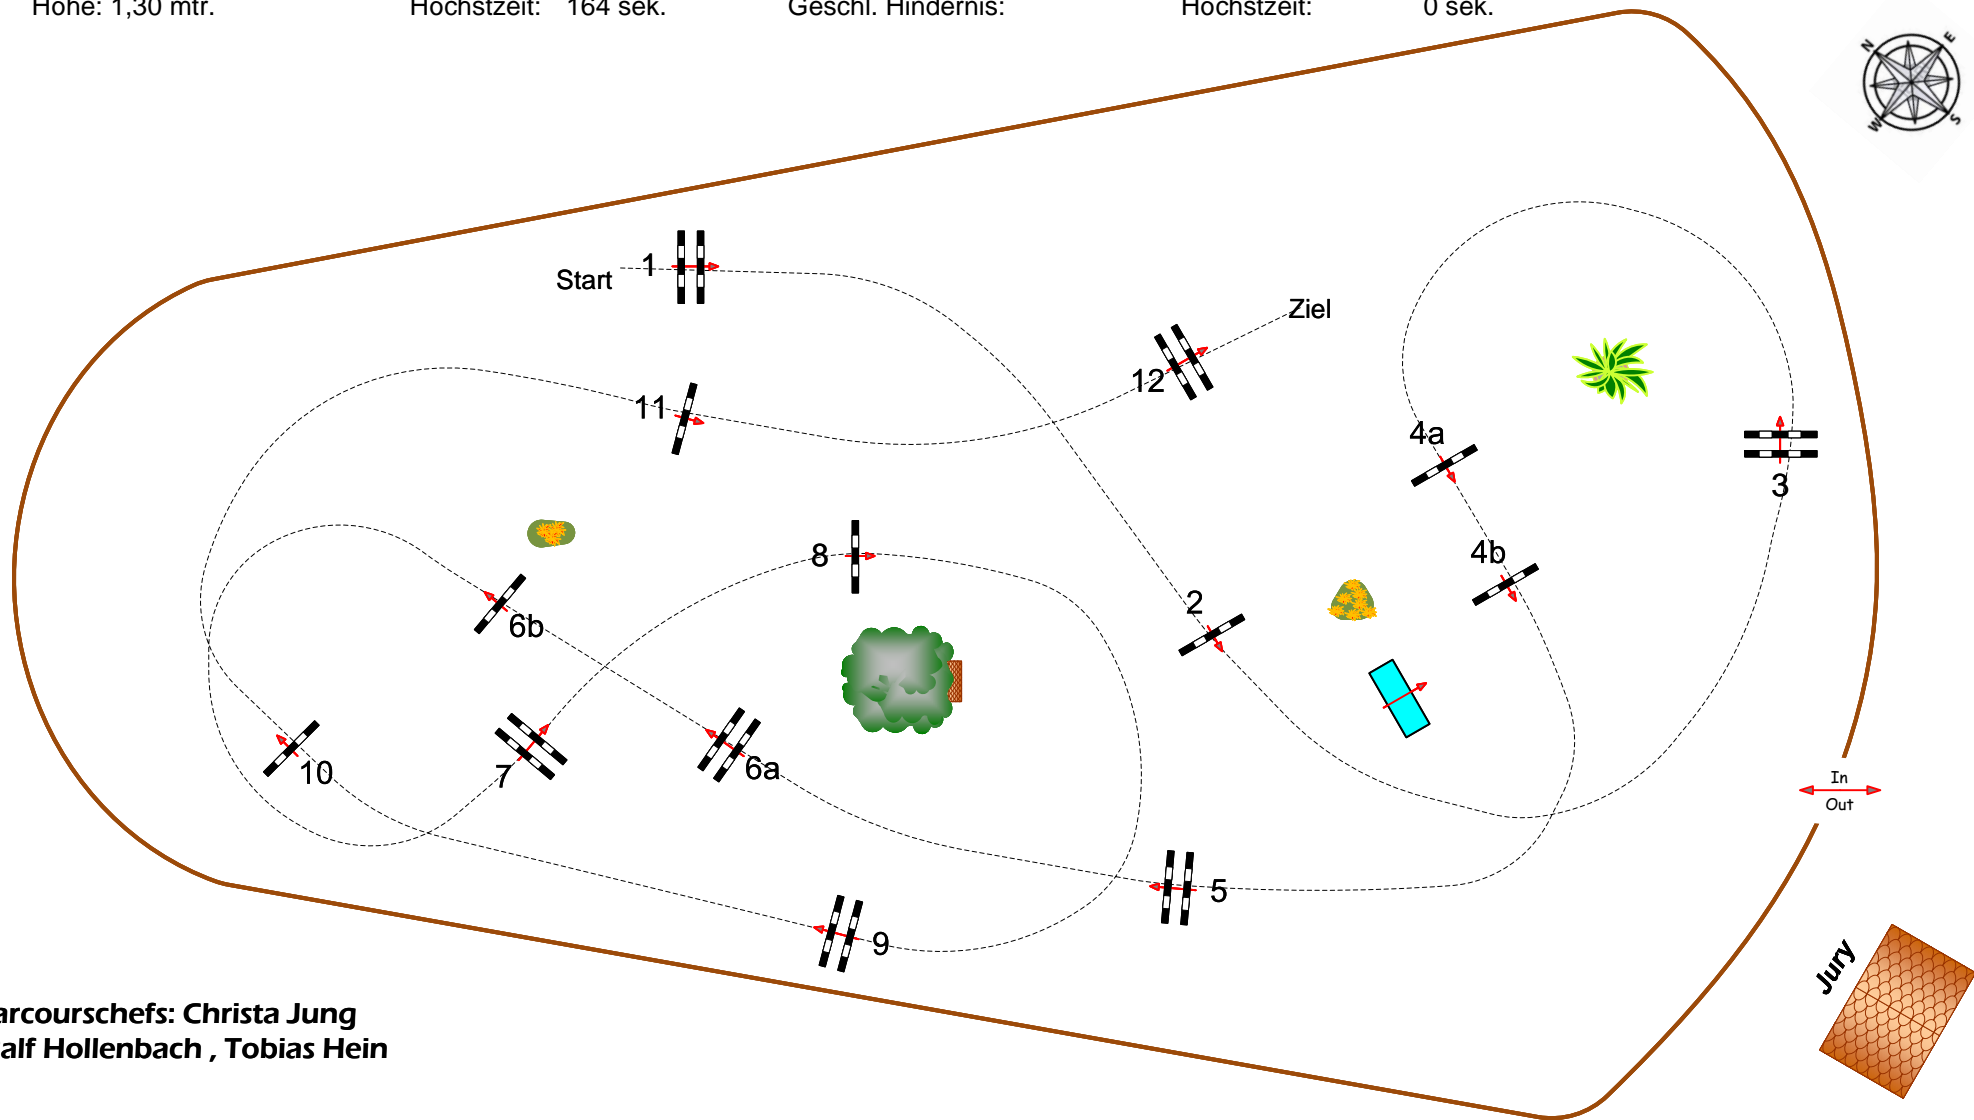 Höhe: 1,30 mtr. Höchstzeit: 164 sek. Geschl. Hindernis: Höchstzeit: 0 sek.
N E
W S
Start 1
Ziel
12
11
4a
3
4b
8
2
6b
10
7
6a
In
Out
5
9
Jury
arcourschefs: Christa Jung
alf Hollenbach , Tobias Hein